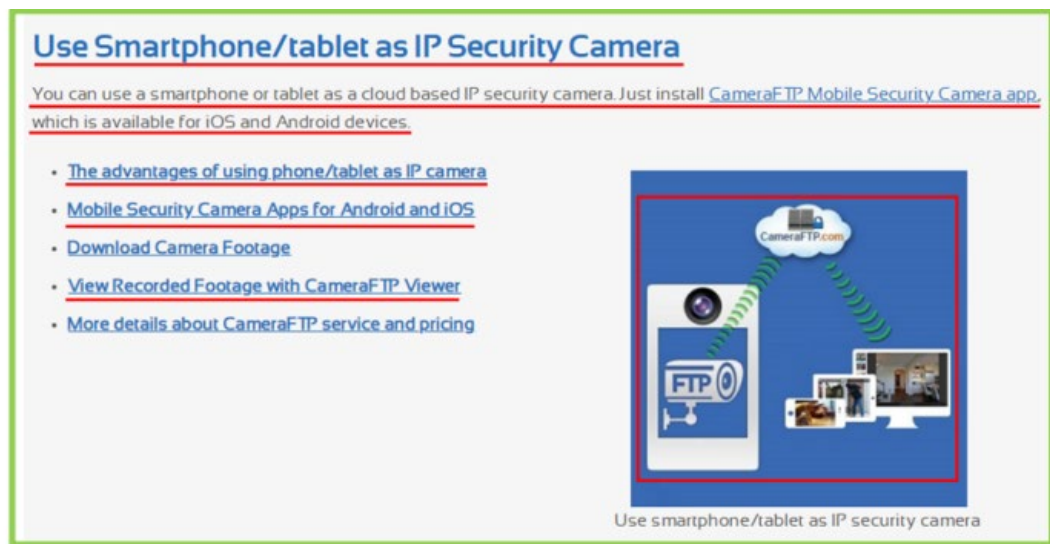 Use Smartphone/tablet as IP Security Camera
You can use a smartphone or tablet as a cloud based IP security camera. Just install CameraFTP Mobile Security Camera app,
which is available for iOS and Android devices.
The advantages of using phone/tablet as IP camera
Mobile Security Camera Apps for Android and iOS
Download Camera Footage
View Recorded Footage with CameraFTP Viewer
More details about CameraFTP service and pricing
CameraFTP.com
FTP
Use smartphone/tablet as IP security camera